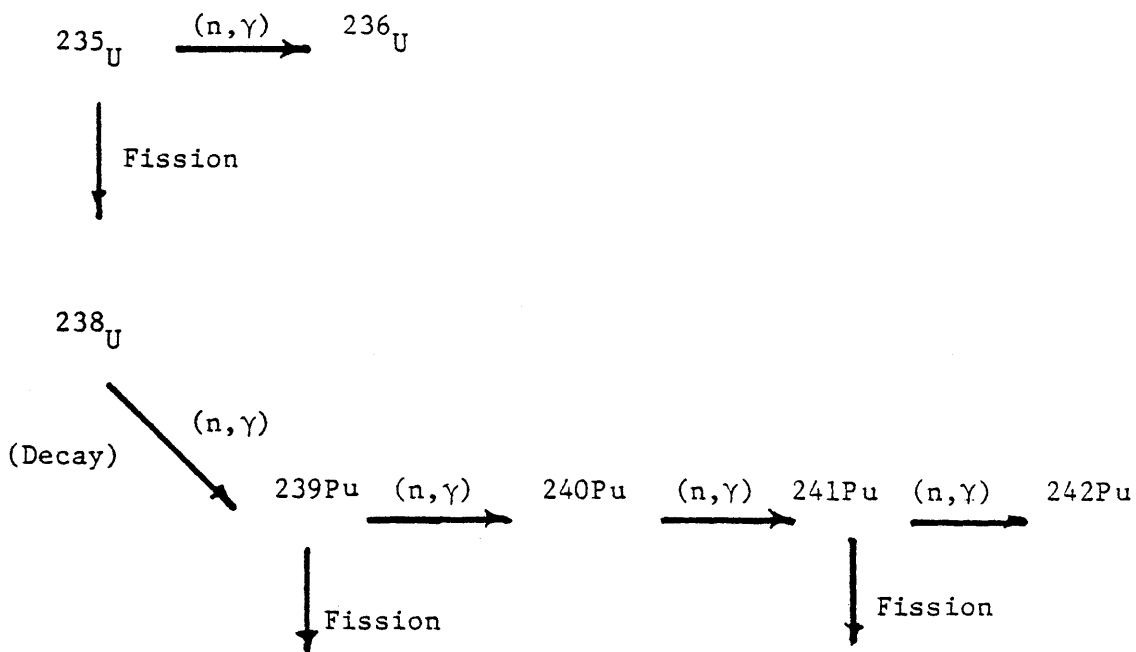 235U (n,γ) 236U
Fission
238U
(n,γ)
(Decay)
239Pu (n,γ) 240Pu (n,γ) 241Pu (n,γ) 242Pu
Fission Fission